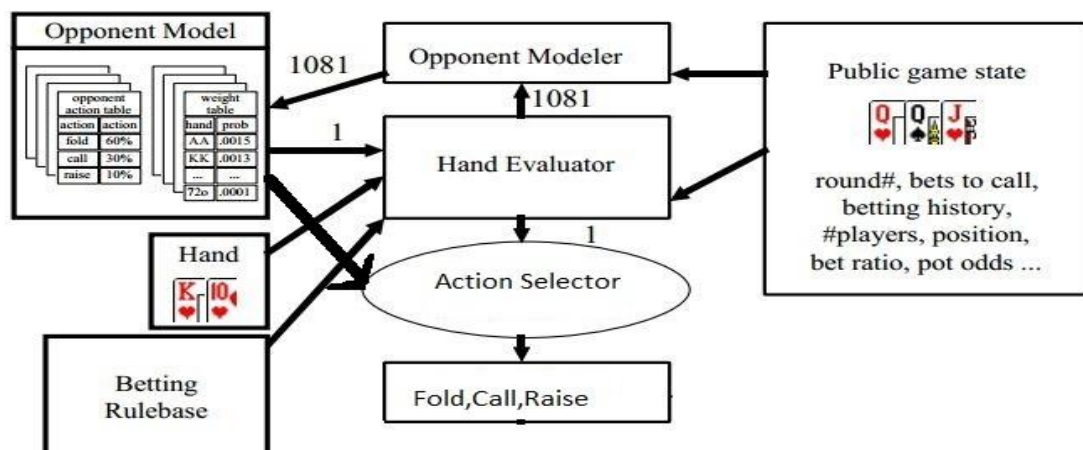 Opponent Model
opponent
action table
action action
fold 60%
call 30%
raise 10%
weight
table
hand prob
AA .0015
KK .0013
... ...
72o .0001
1081
Opponent Modeler
1081
1
Hand Evaluator
1
Public game state
Q Q J
round#, bets to call,
betting history,
#players, position,
bet ratio, pot odds ...
Hand
K 10
Action Selector
Betting
Rulebase
Fold,Call,Raise